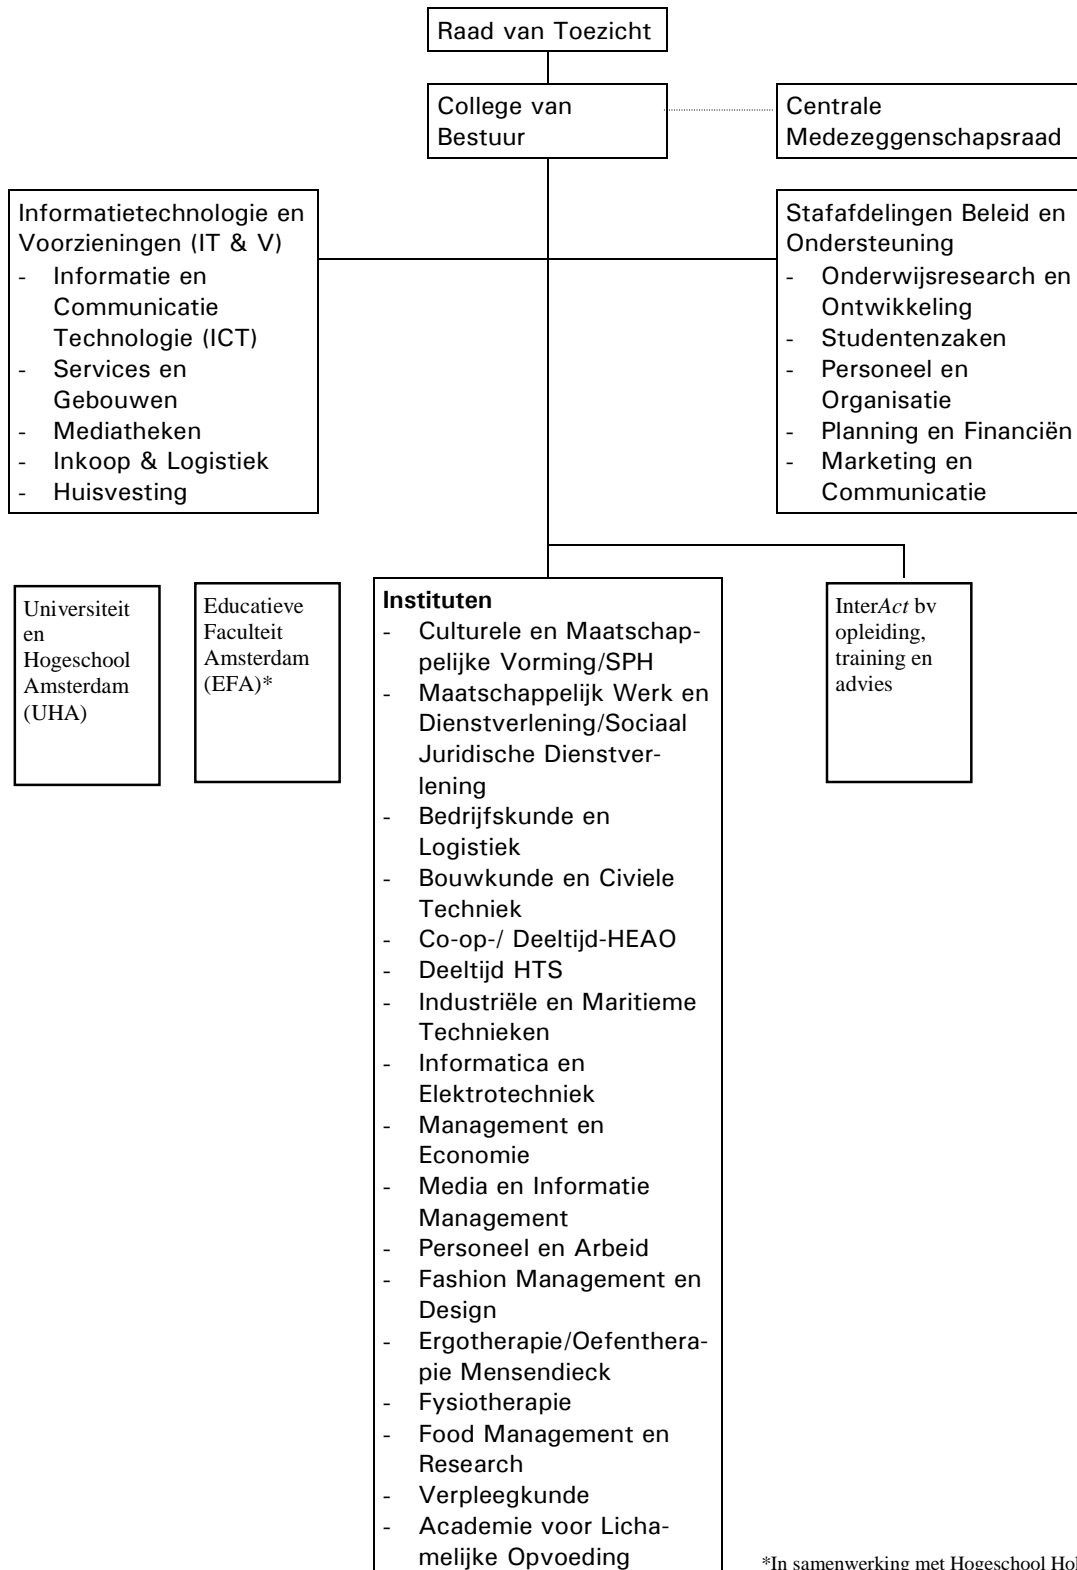 Raad van Toezicht
College van
Bestuur
Centrale
Medezeggenschapsraad
Informatietechnologie en
Voorzieningen (IT & V)
- Informatie en
Communicatie
Technologie (ICT)
- Services en
Gebouwen
- Mediatheken
- Inkoop & Logistiek
- Huisvesting
Stafafdelingen Beleid en
Ondersteuning
- Onderwijsresearch en
Ontwikkeling
- Studentenzaken
- Personeel en
Organisatie
- Planning en Financiën
- Marketing en
Communicatie
Universiteit
en
Hogeschool
Amsterdam
(UHA)
Educatieve
Faculteit
Amsterdam
(EFA)*
Instituten
- Culturele en Maatschap-
pelijke Vorming/SPH
- Maatschappelijk Werk en
Dienstverlening/Sociaal
Juridische Dienstver-
lening
- Bedrijfskunde en
Logistiek
- Bouwkunde en Civiele
Techniek
- Co-op-/ Deeltijd-HEAO
- Deeltijd HTS
- Industriële en Maritieme
Technieken
- Informatica en
Elektrotechniek
- Management en
Economie
- Media en Informatie
Management
- Personeel en Arbeid
- Fashion Management en
Design
- Ergotherapie/Oefenthera-
pie Mensendieck
- Fysiotherapie
- Food Management en
Research
- Verpleegkunde
- Academie voor Licha-
melijke Opvoeding
InterAct bv
opleiding,
training en
advies
*In samenwerking met Hogeschool